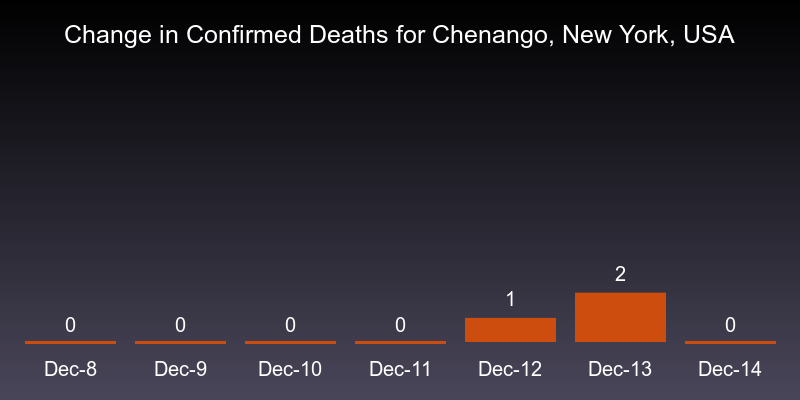 Change in Confirmed Deaths for Chenango, New York, USA
2
1
0 0 0 0 0
Dec-8 Dec-9 Dec-10 Dec-11 Dec-12 Dec-13 Dec-14